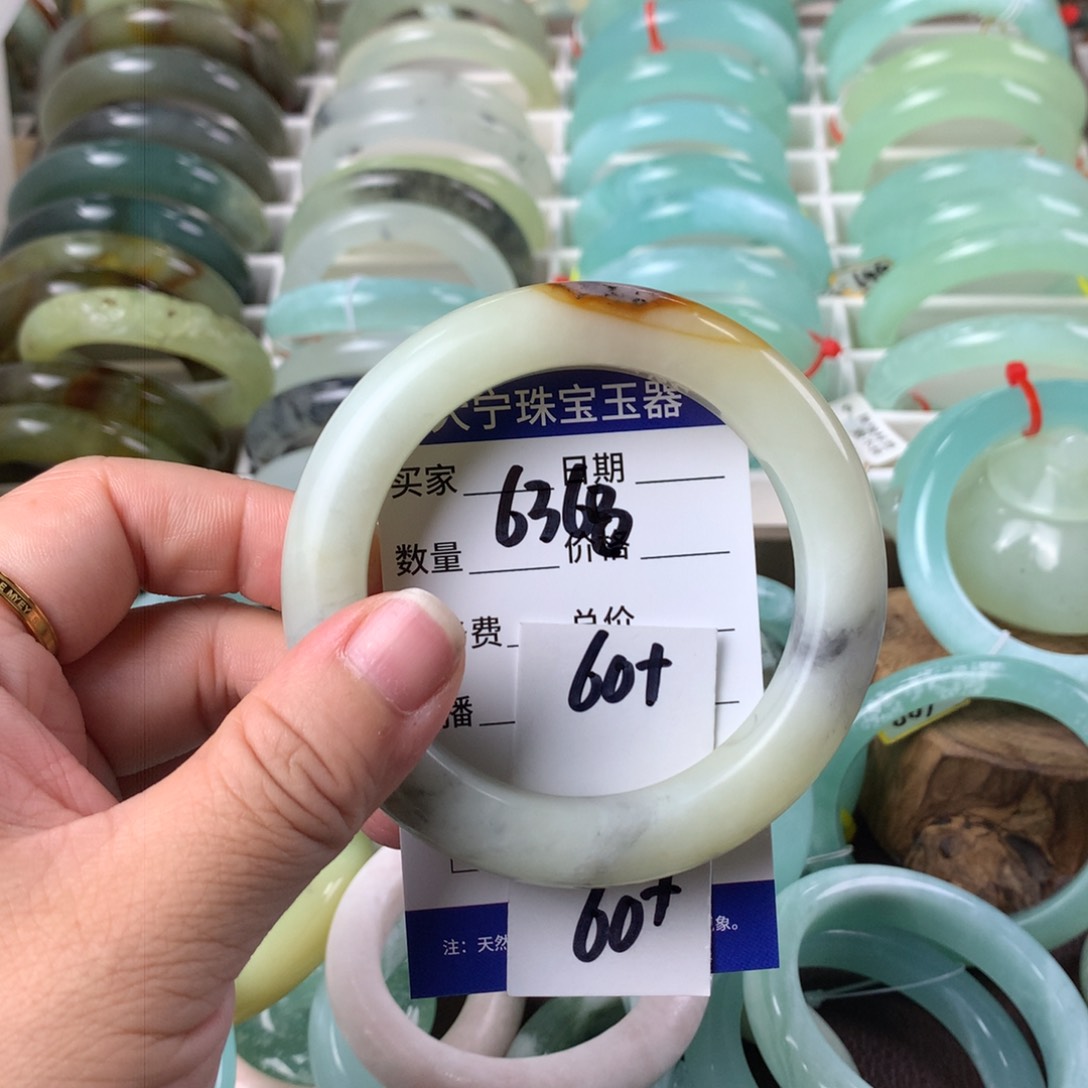 宁珠宝玉器
买家 日期
636
数量 价格
费 总价
60+
播
60+
注：天然 象。